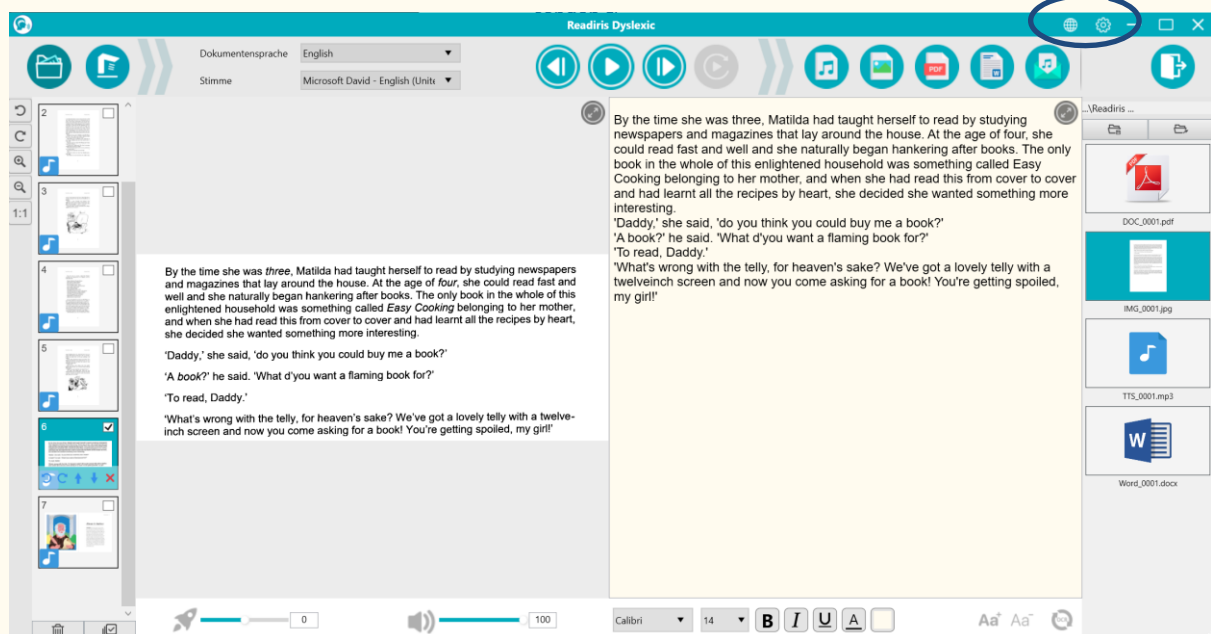 Readiris Dyslexic
Dokumentensprache English
Stimme Microsoft David - English (Unite
PDF
...\Readiris ...
2
3
1:1
4
5
6
7
By the time she was three, Matilda had taught herself to read by studying newspapers
and magazines that lay around the house. At the age of four, she could read fast and
well and she naturally began hankering after books. The only book in the whole of this
enlightened household was something called Easy Cooking belonging to her mother,
and when she had read this from cover to cover and had learnt all the recipes by heart,
she decided she wanted something more interesting.
'Daddy,' she said, 'do you think you could buy me a book?'
'A book?' he said. 'What d'you want a flaming book for?'
'To read, Daddy.'
'What's wrong with the telly, for heaven's sake? We've got a lovely telly with a twelve-
inch screen and now you come asking for a book! You're getting spoiled, my girl!'
By the time she was three, Matilda had taught herself to read by studying
newspapers and magazines that lay around the house. At the age of four, she
could read fast and well and she naturally began hankering after books. The only
book in the whole of this enlightened household was something called Easy
Cooking belonging to her mother, and when she had read this from cover to cover
and had learnt all the recipes by heart, she decided she wanted something more
interesting.
'Daddy,' she said, 'do you think you could buy me a book?'
'A book?' he said. 'What d'you want a flaming book for?'
'To read, Daddy.'
'What's wrong with the telly, for heaven's sake? We've got a lovely telly with a
twelveinch screen and now you come asking for a book! You're getting spoiled,
my girl!'
PDF
DOC_0001.pdf
IMG_0001.jpg
TTS_0001.mp3
W
Word_0001.docx
0
100
Calibri 14 B I U A
Aa+ Aa-